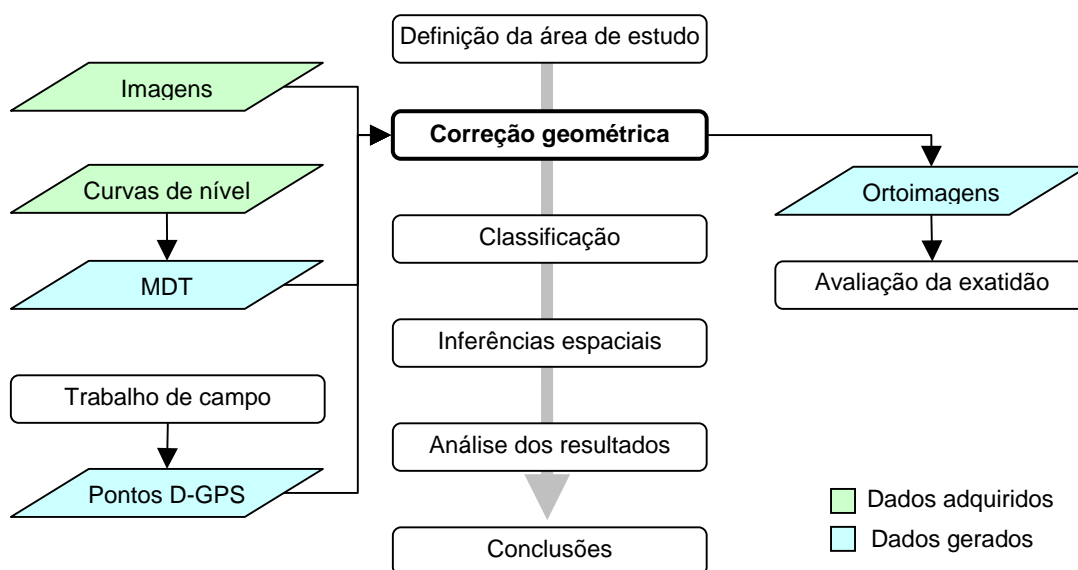 Definição da área de estudo
Imagens
Correção geométrica
Curvas de nível
Ortoimagens
Classificação
MDT
Avaliação da exatidão
Inferências espaciais
Trabalho de campo
Análise dos resultados
Pontos D-GPS
Dados adquiridos
Dados gerados
Conclusões